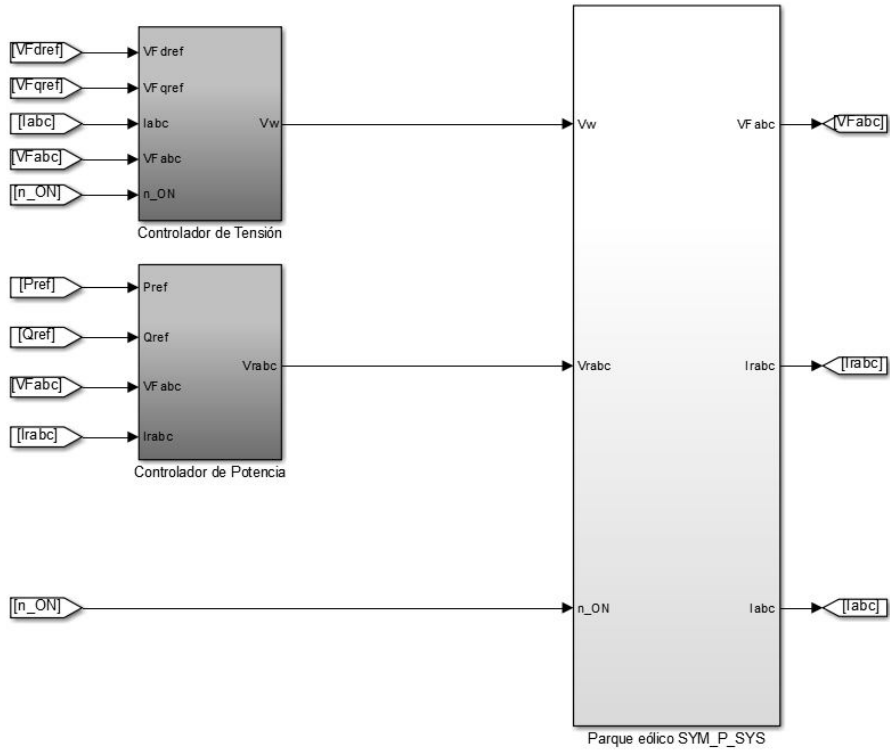 [VFdref]
VFdref
[VFqref]
VFqref
[Iabc]
Iabc
Vw
Vw
VFabc
[VFabc]
[VFabc]
VFabc
[n_ON]
n_ON
Controlador de Tensión
[Pref]
Pref
[Qref]
Qref
Vrabc
Vrabc
Irabc
[Irabc]
[VFabc]
VFabc
[Irabc]
Irabc
Controlador de Potencia
[n_ON]
n_ON
Iabc
[Iabc]
Parque eólico SYM_P_SYS